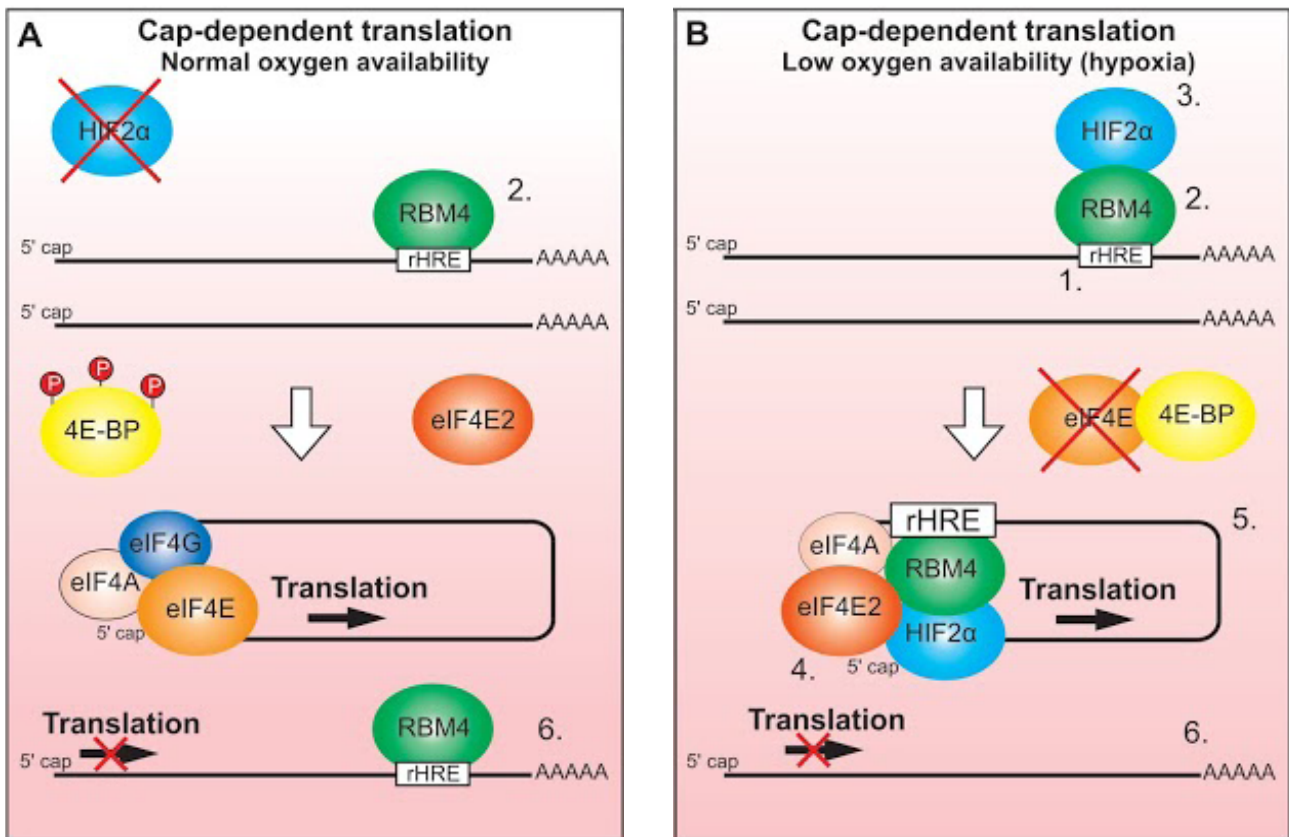 A
Cap-dependent translation
Normal oxygen availability
HIF2α
RBM4
2.
5' cap
rHRE
AAAAA
5' cap
AAAAA
P
P
P
4E-BP
eIF4E2
eIF4G
eIF4A
eIF4E
Translation
5' cap
Translation
RBM4
6.
5' cap
rHRE
AAAAA
B
Cap-dependent translation
Low oxygen availability (hypoxia)
3.
HIF2α
RBM4
2.
5' cap
rHRE
AAAAA
1.
5' cap
AAAAA
eIF4E
4E-BP
rHRE
5.
eIF4A
RBM4
Translation
eIF4E2
HIF2α
4.
5' cap
Translation
6.
5' cap
AAAAA